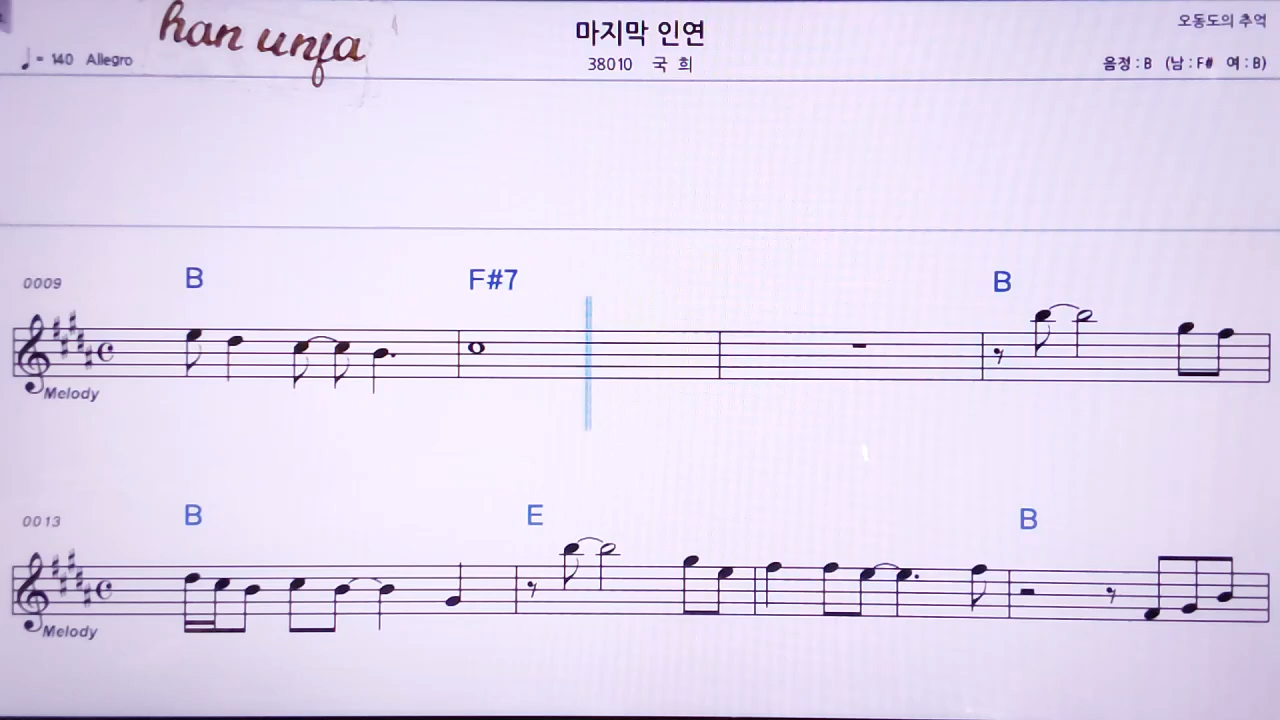 han unfa
마지막 인연
오동도의 추억
♩ = 140 Allegro
38010 국 희
음정 : B (남 : F# 여 : B)
0009
B F#7 B
Melody
0013
B E B
Melody